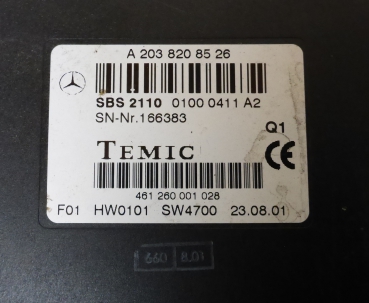 A 203 820 85 26
SBS 2110 0100 0411 A2
SN-Nr.166383
Q1
TEMIC
CE
461 260 001 028
F01 HW0101 SW4700 23.08.01
660 8.01